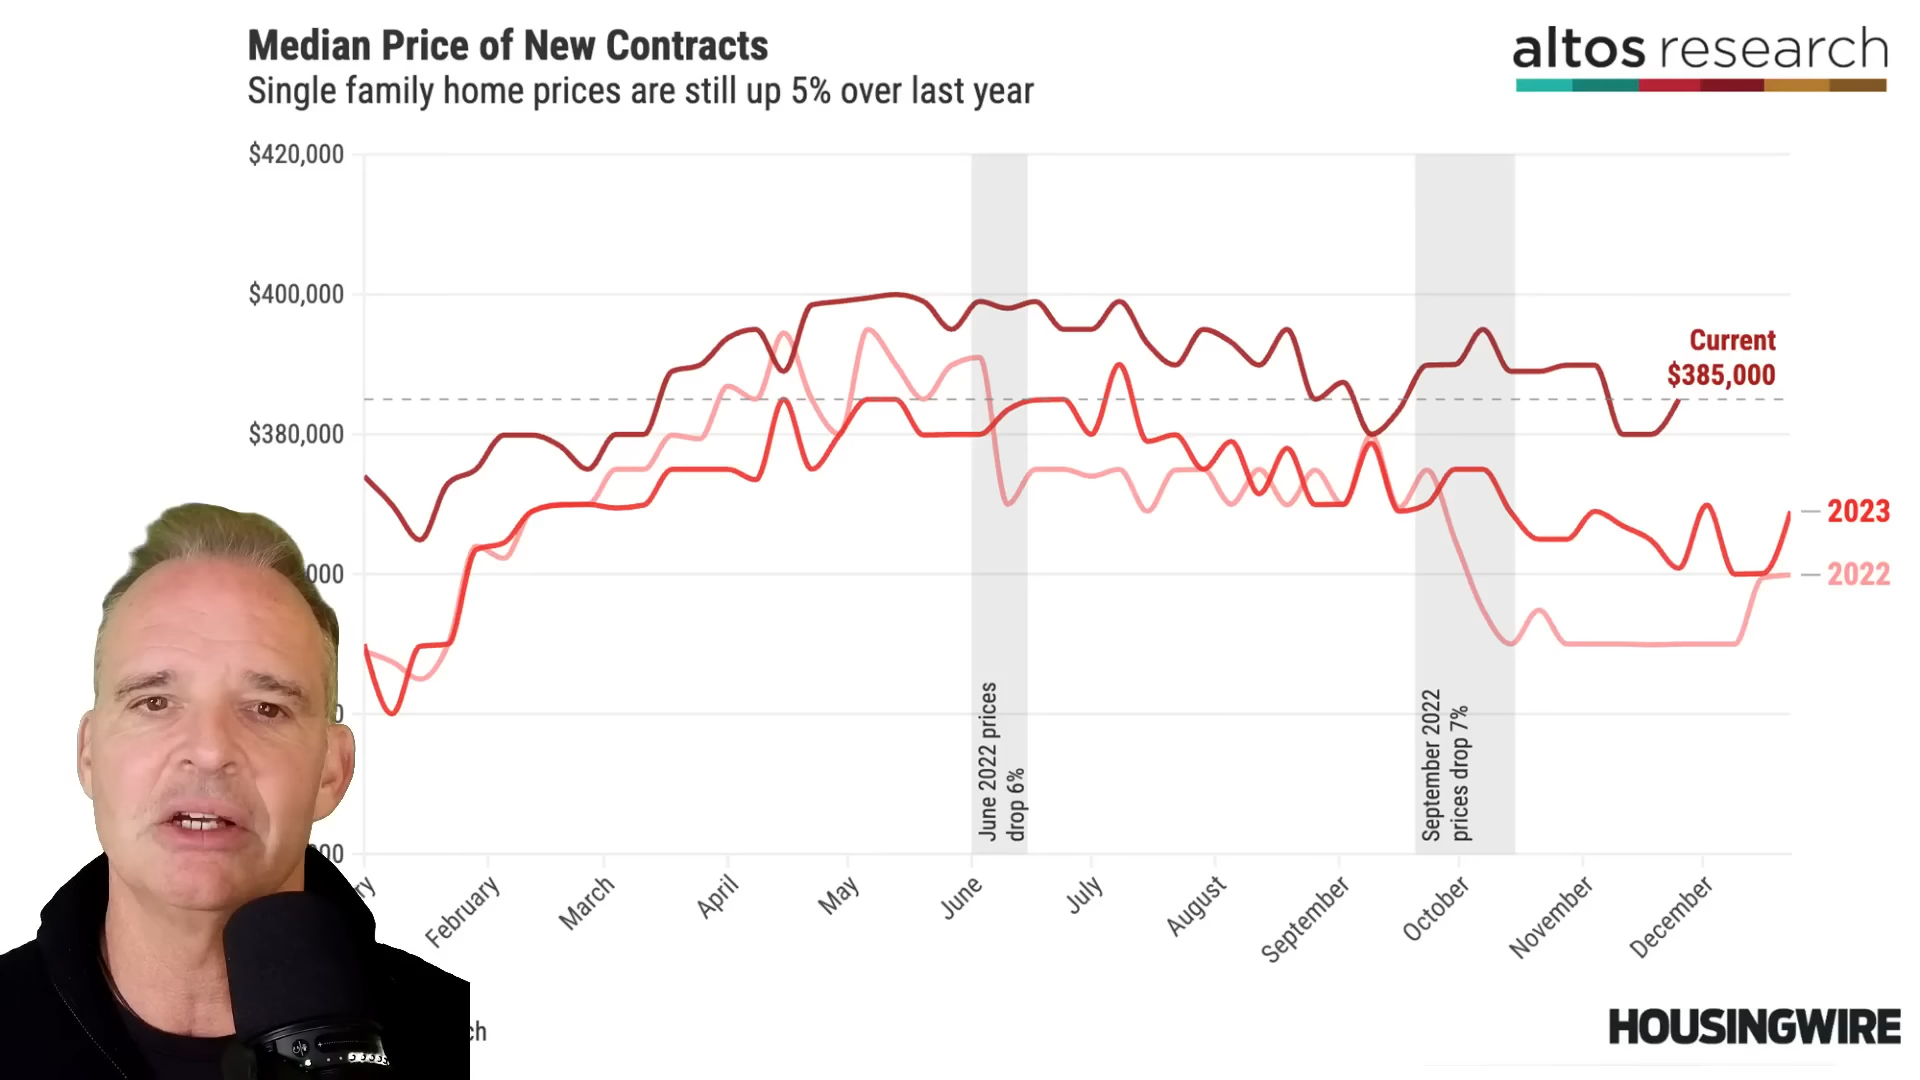 Median Price of New Contracts
Single family home prices are still up 5% over last year
altos research
$420,000
$400,000
$380,000
Current
$385,000
2023
2022
June 2022 prices
drop 6%
September 2022
prices drop 7%
February
March
April
May
June
July
August
September
October
November
December
HOUSINGWIRE